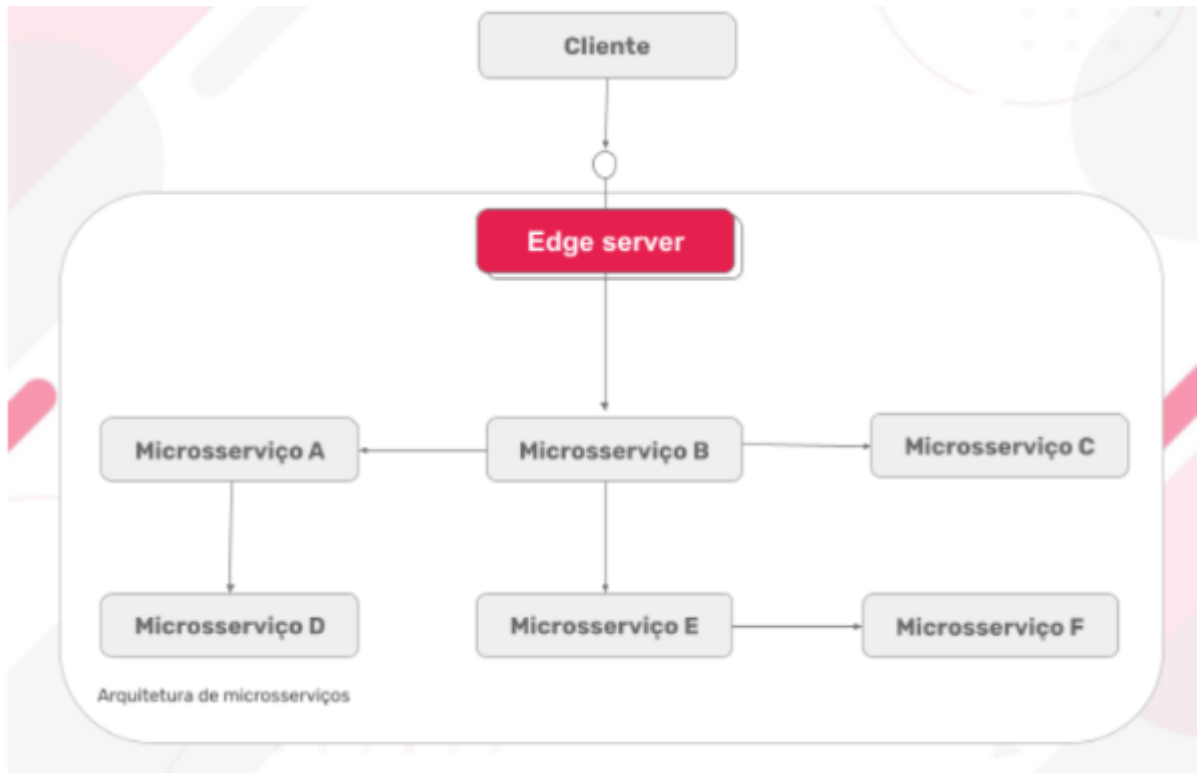 Cliente
Edge server
Microsserviço A
Microsserviço B
Microsserviço C
Microsserviço D
Microsserviço E
Microsserviço F
Arquitetura de microsserviços